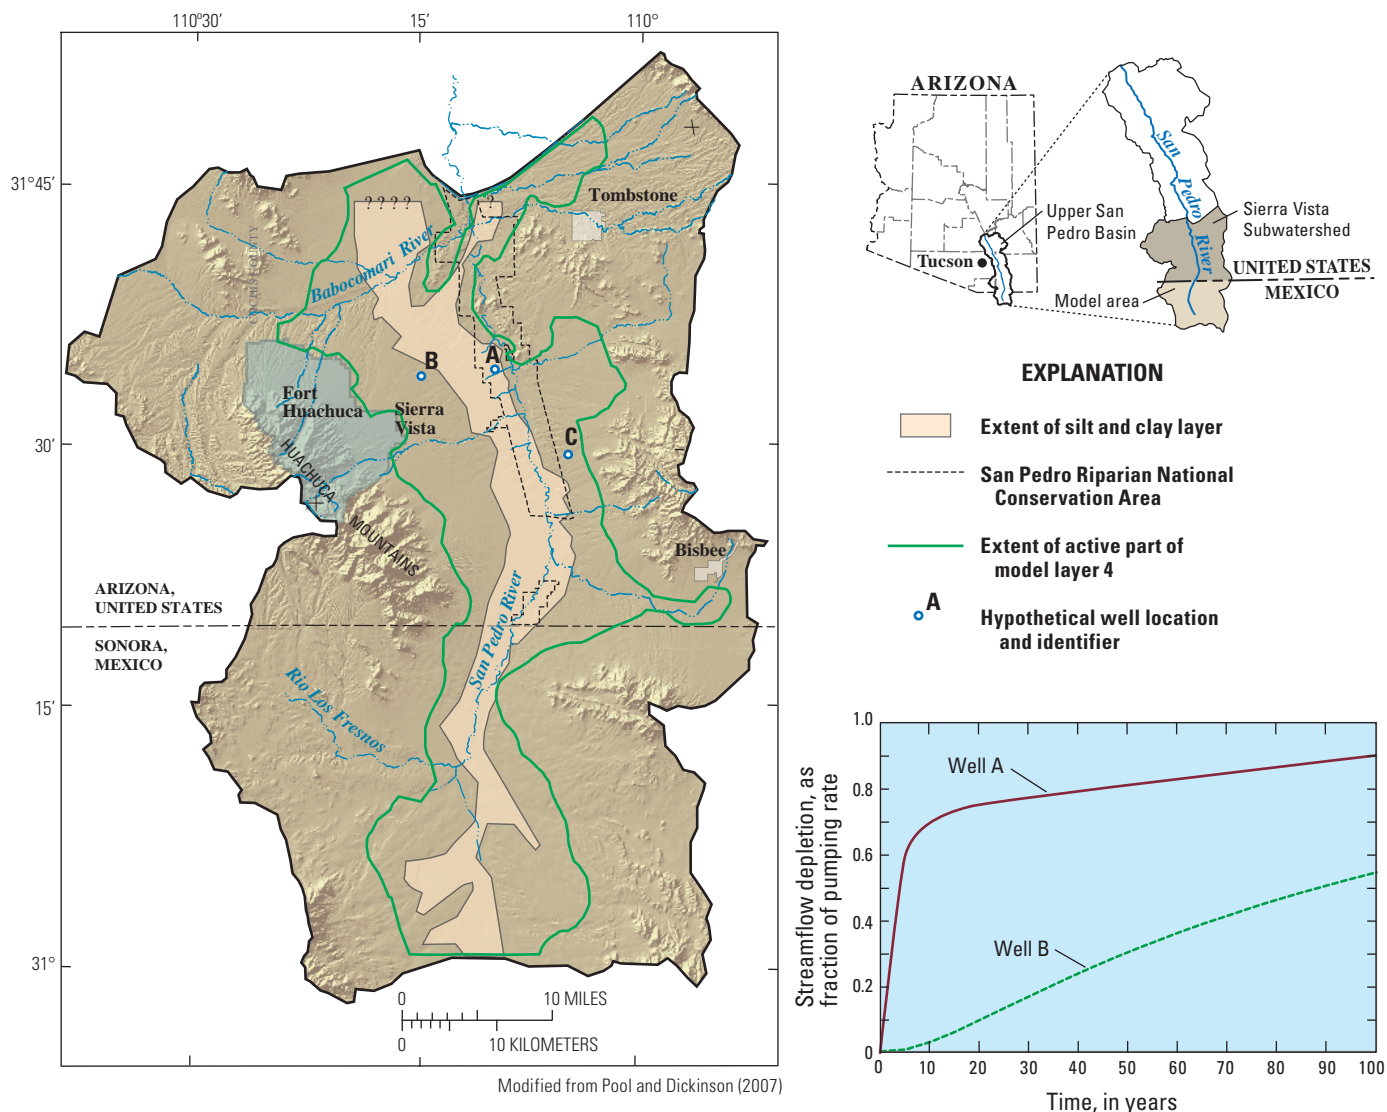 110°30′
15′
110°
31°45′
30′
15′
31°
Tombstone
? ? ? ?
?
Babocomari River
COCHISE COUNTY
B
A
C
Fort
Huachuca
Sierra
Vista
HUACHUCA
MOUNTAINS
Bisbee
ARIZONA,
UNITED STATES
SONORA,
MEXICO
San Pedro River
Rio Los Fresnos
0
10 MILES
0
10 KILOMETERS
Modified from Pool and Dickinson (2007)
ARIZONA
Upper San
Pedro Basin
Tucson
San
Pedro
River
Sierra Vista
Subwatershed
UNITED STATES
MEXICO
Model area
EXPLANATION
Extent of silt and clay layer
San Pedro Riparian National
Conservation Area
Extent of active part of
model layer 4
A
Hypothetical well location
and identifier
Streamflow depletion, as
fraction of pumping rate
1.0
0.8
0.6
0.4
0.2
0
Well A
Well B
0 10 20 30 40 50 60 70 80 90 100
Time, in years